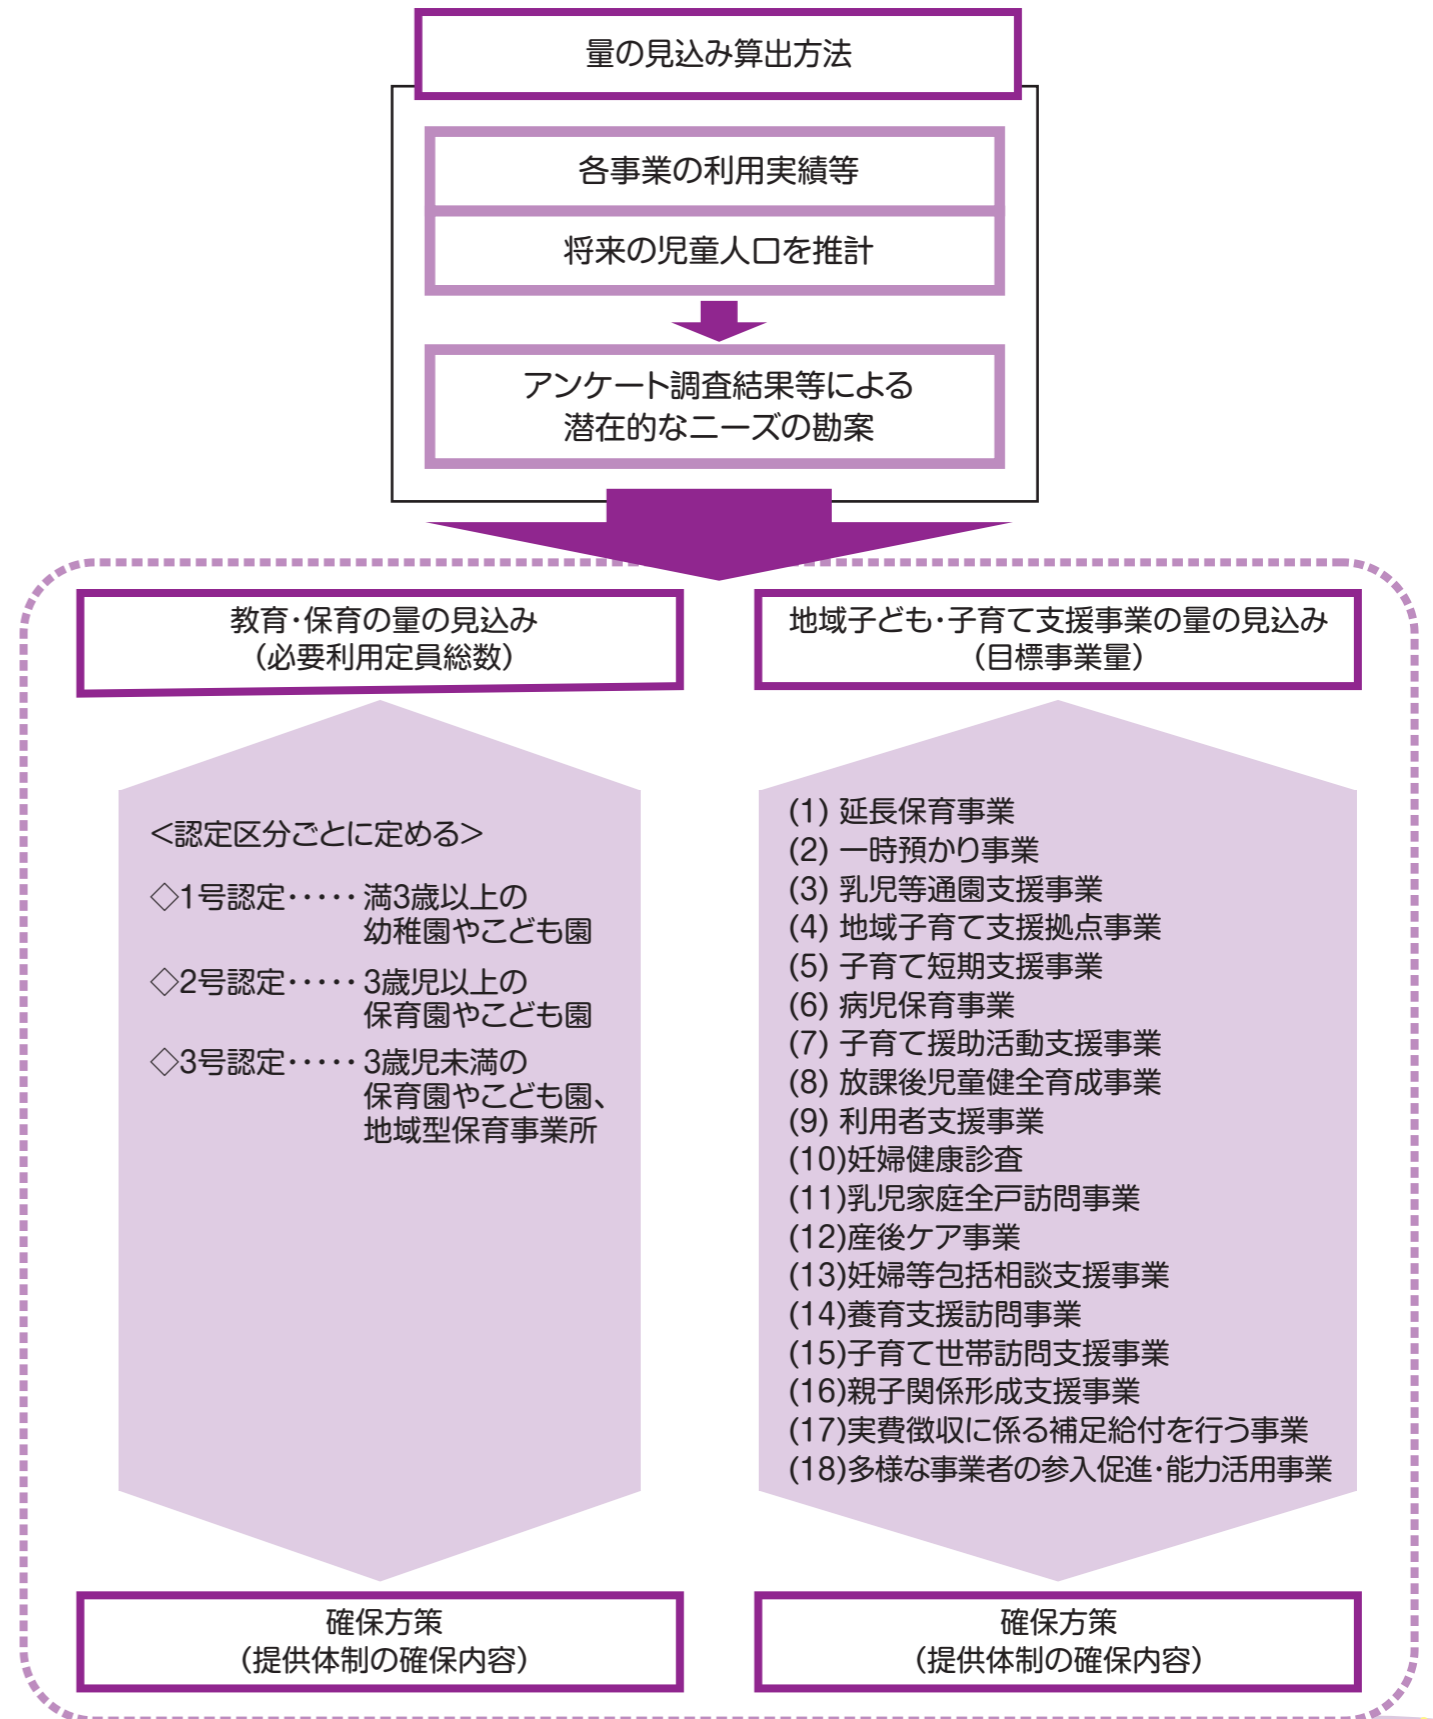 量の見込み算出方法
各事業の利用実績等
将来の児童人口を推計
アンケート調査結果等による
潜在的なニーズの勘案
教育・保育の量の見込み
（必要利用定員総数）
＜認定区分ごとに定める＞
◇1号認定・・・・・満3歳以上の
幼稚園やこども園
◇2号認定・・・・・3歳児以上の
保育園やこども園
◇3号認定・・・・・3歳児未満の
保育園やこども園、
地域型保育事業所
確保方策
（提供体制の確保内容）
地域子ども・子育て支援事業の量の見込み
（目標事業量）
(1) 延長保育事業
(2) 一時預かり事業
(3) 乳児等通園支援事業
(4) 地域子育て支援拠点事業
(5) 子育て短期支援事業
(6) 病児保育事業
(7) 子育て援助活動支援事業
(8) 放課後児童健全育成事業
(9) 利用者支援事業
(10)妊婦健康診査
(11)乳児家庭全戸訪問事業
(12)産後ケア事業
(13)妊婦等包括相談支援事業
(14)養育支援訪問事業
(15)子育て世帯訪問支援事業
(16)親子関係形成支援事業
(17)実費徴収に係る補足給付を行う事業
(18)多様な事業者の参入促進・能力活用事業
確保方策
（提供体制の確保内容）